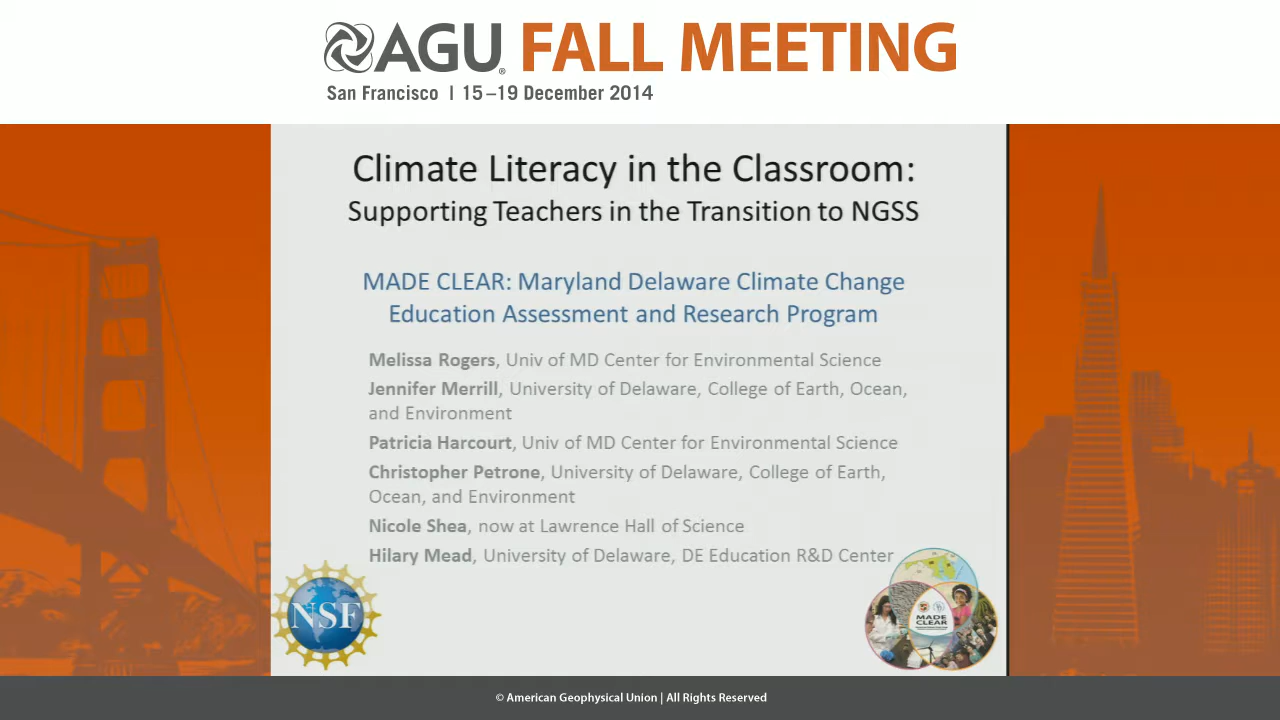 AGU® FALL MEETING
San Francisco | 15–19 December 2014
Climate Literacy in the Classroom:
Supporting Teachers in the Transition to NGSS
MADE CLEAR: Maryland Delaware Climate Change
Education Assessment and Research Program
Melissa Rogers, Univ of MD Center for Environmental Science
Jennifer Merrill, University of Delaware, College of Earth, Ocean,
and Environment
Patricia Harcourt, Univ of MD Center for Environmental Science
Christopher Petrone, University of Delaware, College of Earth,
Ocean, and Environment
Nicole Shea, now at Lawrence Hall of Science
Hilary Mead, University of Delaware, DE Education R&D Center
NSF
MADE
CLEAR
© American Geophysical Union | All Rights Reserved